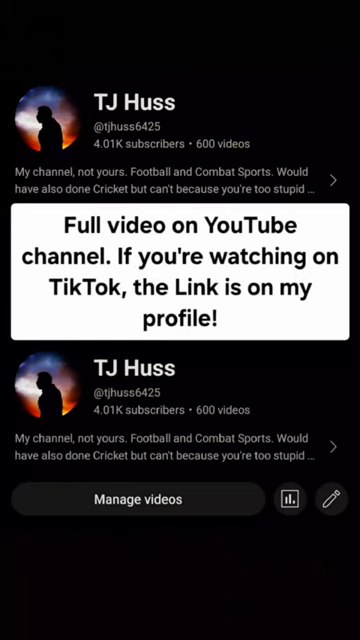 TJ Huss
@tjhuss6425
4.01K subscribers • 600 videos
My channel, not yours. Football and Combat Sports. Would
have also done Cricket but can't because you're too stupid ...
Full video on YouTube
channel. If you're watching on
TikTok, the Link is on my
profile!
TJ Huss
@tjhuss6425
4.01K subscribers • 600 videos
My channel, not yours. Football and Combat Sports. Would
have also done Cricket but can't because you're too stupid ...
Manage videos